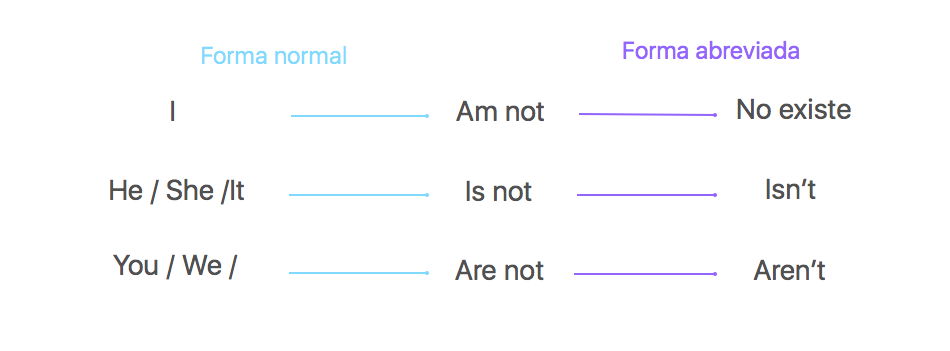 Forma normal Forma abreviada
I Am not No existe
He / She /It Is not Isn’t
You / We / Are not Aren’t